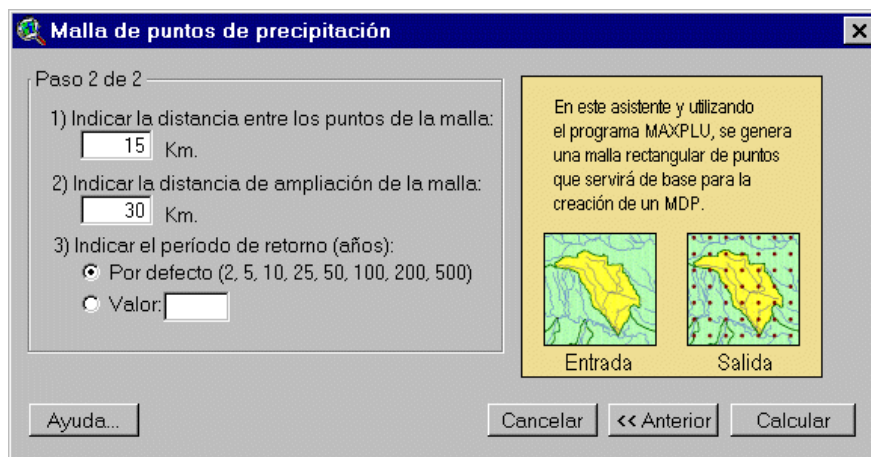 Malla de puntos de precipitación
Paso 2 de 2
1) Indicar la distancia entre los puntos de la malla:
15 Km.
2) Indicar la distancia de ampliación de la malla:
30 Km.
3) Indicar el período de retorno (años):
Por defecto (2, 5, 10, 25, 50, 100, 200, 500)
Valor:
En este asistente y utilizando
el programa MAXPLU, se genera
una malla rectangular de puntos
que servirá de base para la
creación de un MDP.
Entrada Salida
Ayuda... Cancelar << Anterior Calcular